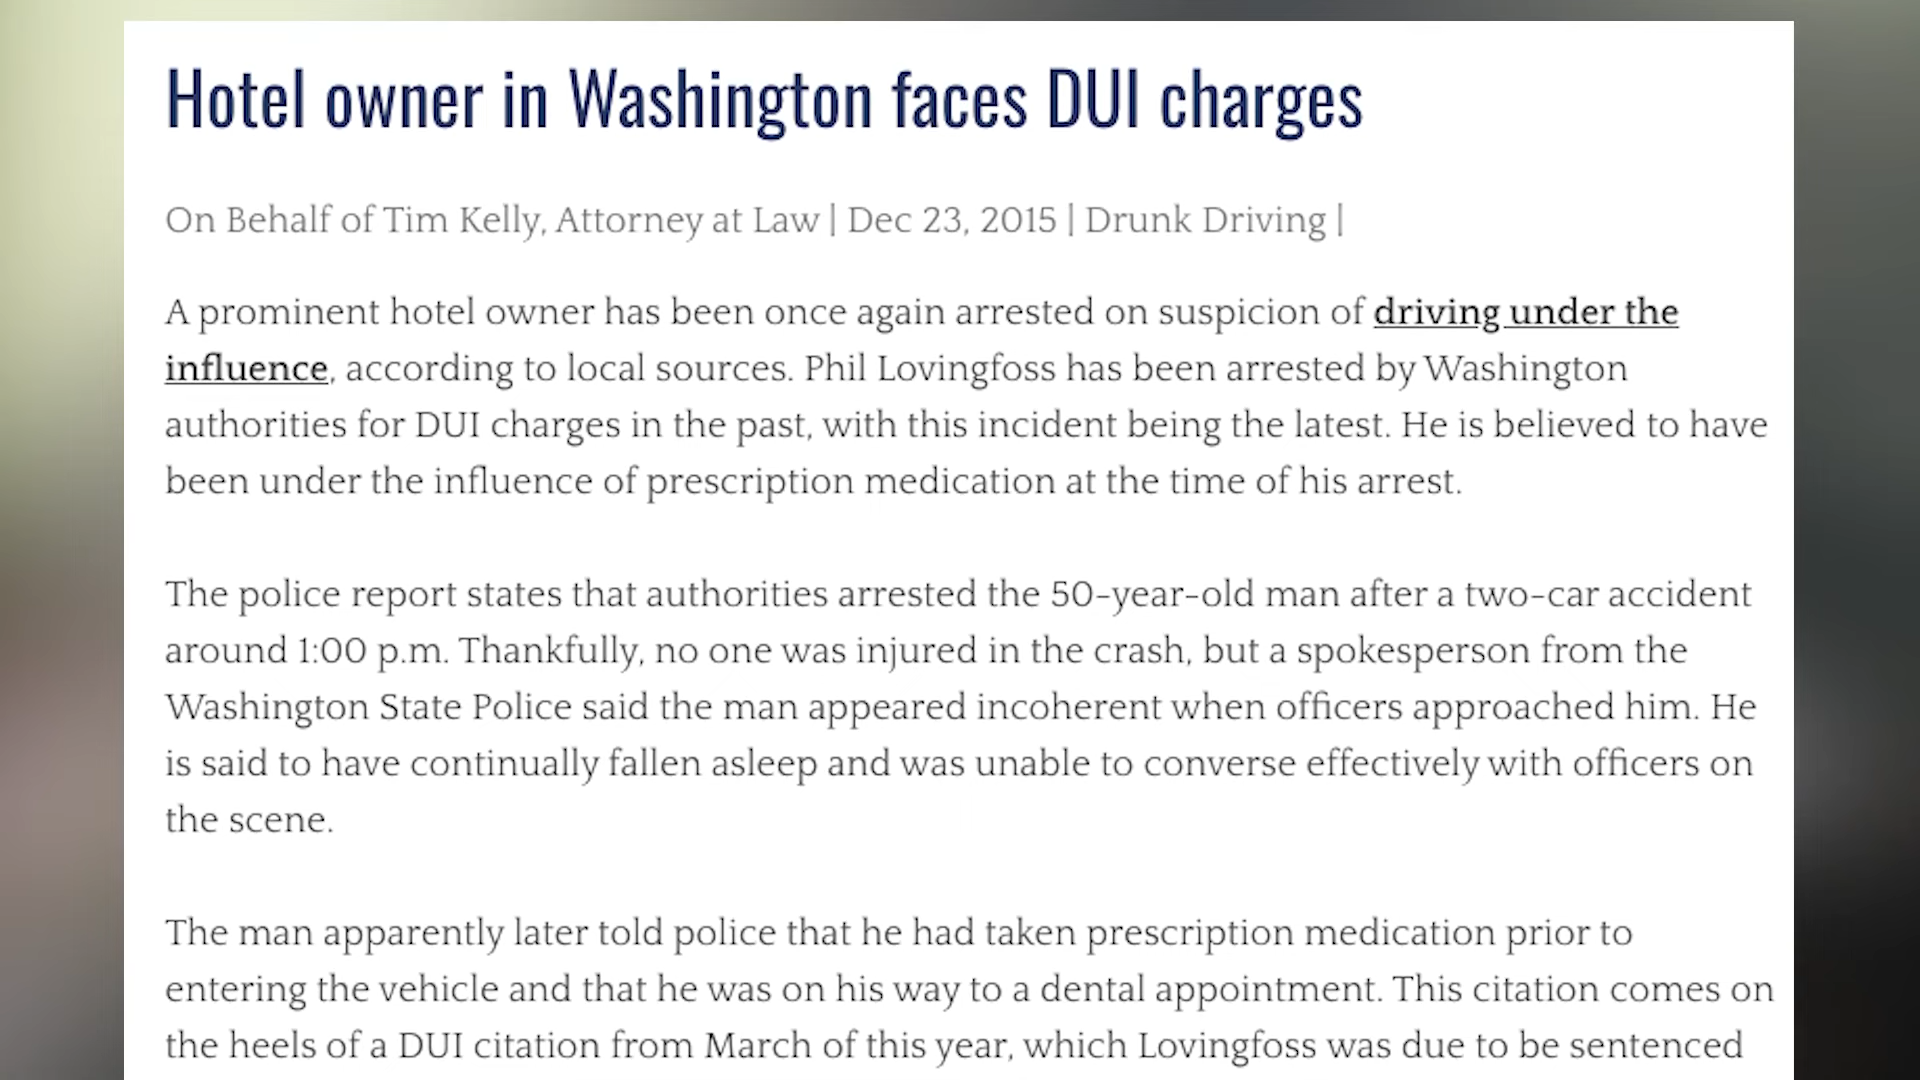 Hotel owner in Washington faces DUI charges
On Behalf of Tim Kelly, Attorney at Law | Dec 23, 2015 | Drunk Driving |
A prominent hotel owner has been once again arrested on suspicion of driving under the
influence, according to local sources. Phil Lovingfoss has been arrested by Washington
authorities for DUI charges in the past, with this incident being the latest. He is believed to have
been under the influence of prescription medication at the time of his arrest.
The police report states that authorities arrested the 50-year-old man after a two-car accident
around 1:00 p.m. Thankfully, no one was injured in the crash, but a spokesperson from the
Washington State Police said the man appeared incoherent when officers approached him. He
is said to have continually fallen asleep and was unable to converse effectively with officers on
the scene.
The man apparently later told police that he had taken prescription medication prior to
entering the vehicle and that he was on his way to a dental appointment. This citation comes on
the heels of a DUI citation from March of this year, which Lovingfoss was due to be sentenced